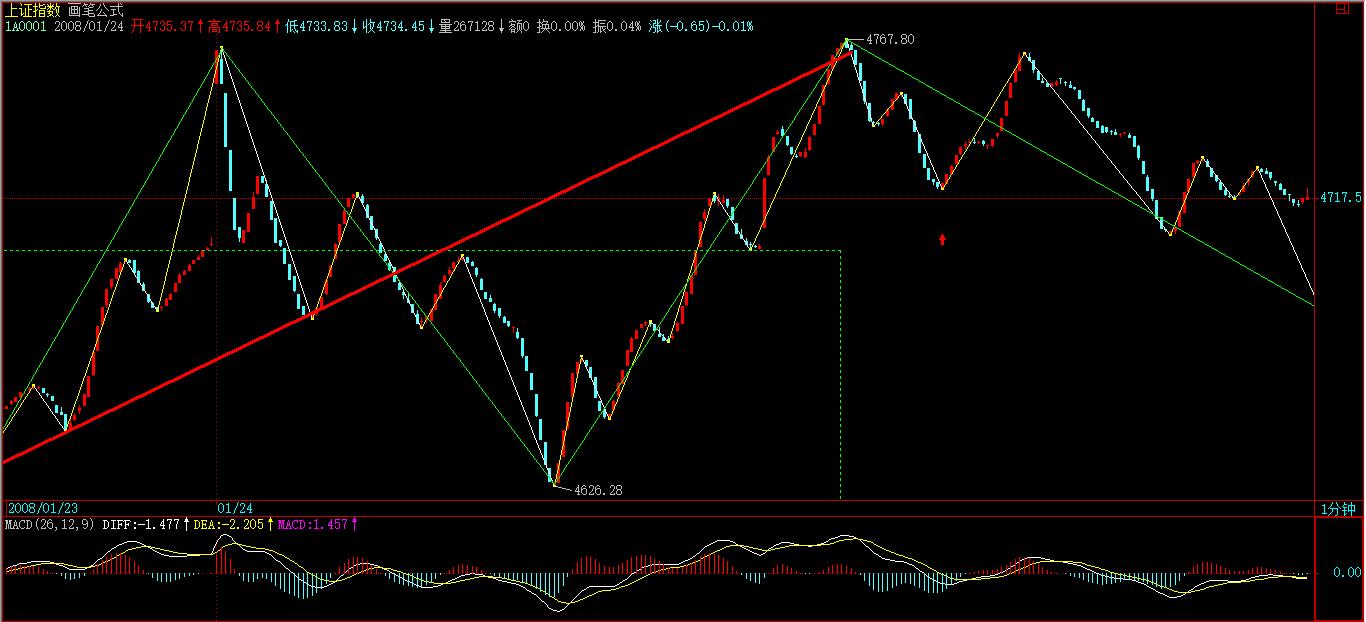 上证指数 画笔公式
1A0001 2008/01/24 开4735.37↑高4735.84↑低4733.83↓收4734.45↓量267128↓额0 换0.00% 振0.04% 涨(-0.65)-0.01%
4767.80
4717.5
4626.28
2008/01/23 01/24 1分钟
MACD(26,12,9) DIFF:-1.477↑DEA:-2.205↑MACD:1.457↑
0.00